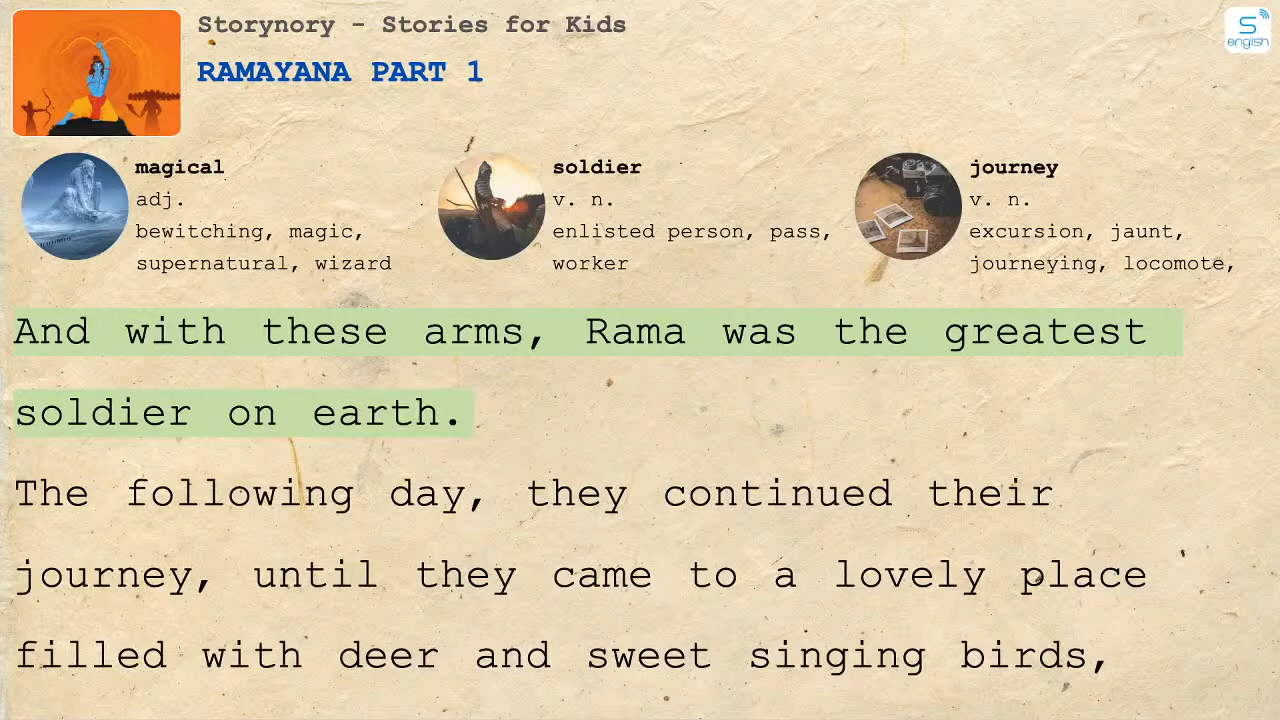 Storynory - Stories for Kids
RAMAYANA PART 1
S
english
magical
adj.
bewitching, magic,
supernatural, wizard
soldier
v. n.
enlisted person, pass,
worker
journey
v. n.
excursion, jaunt,
journeying, locomote,
And with these arms, Rama was the greatest
soldier on earth.
The following day, they continued their
journey, until they came to a lovely place
filled with deer and sweet singing birds,